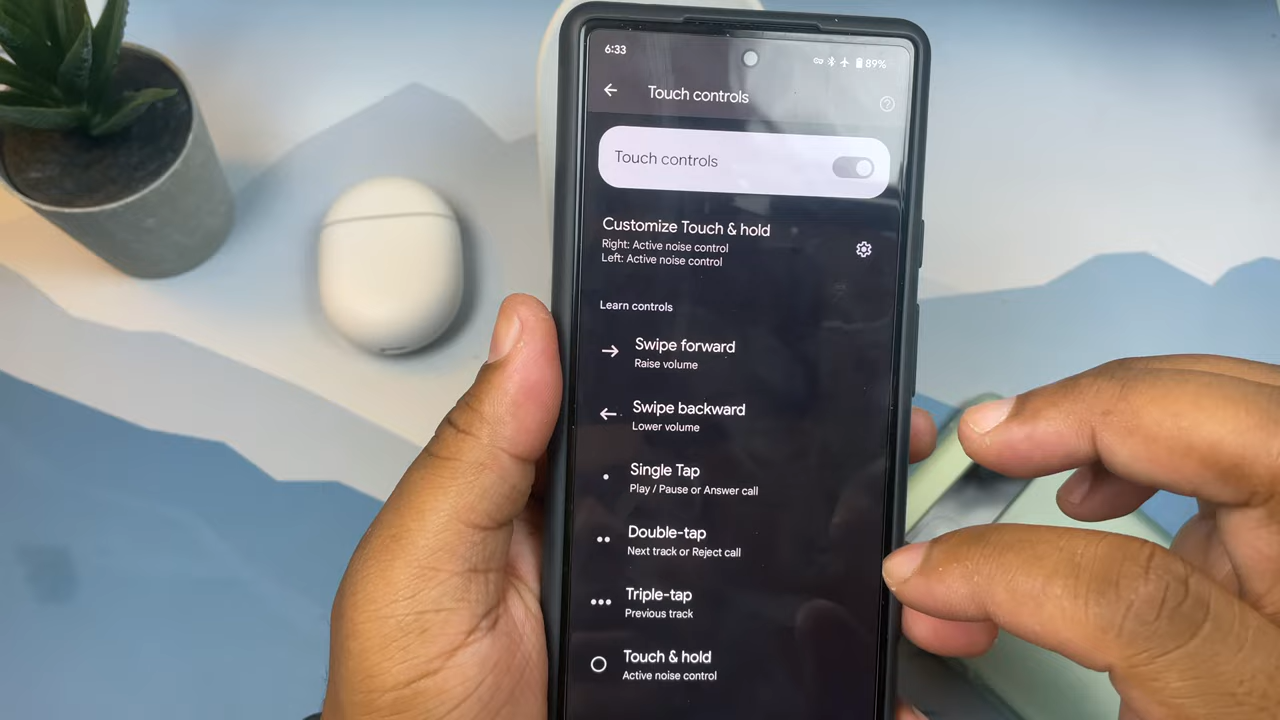 6:33
89%
Touch controls
Touch controls
Customize Touch & hold
Right: Active noise control
Left: Active noise control
Learn controls
Swipe forward
Raise volume
Swipe backward
Lower volume
Single Tap
Play / Pause or Answer call
Double-tap
Next track or Reject call
Triple-tap
Previous track
Touch & hold
Active noise control